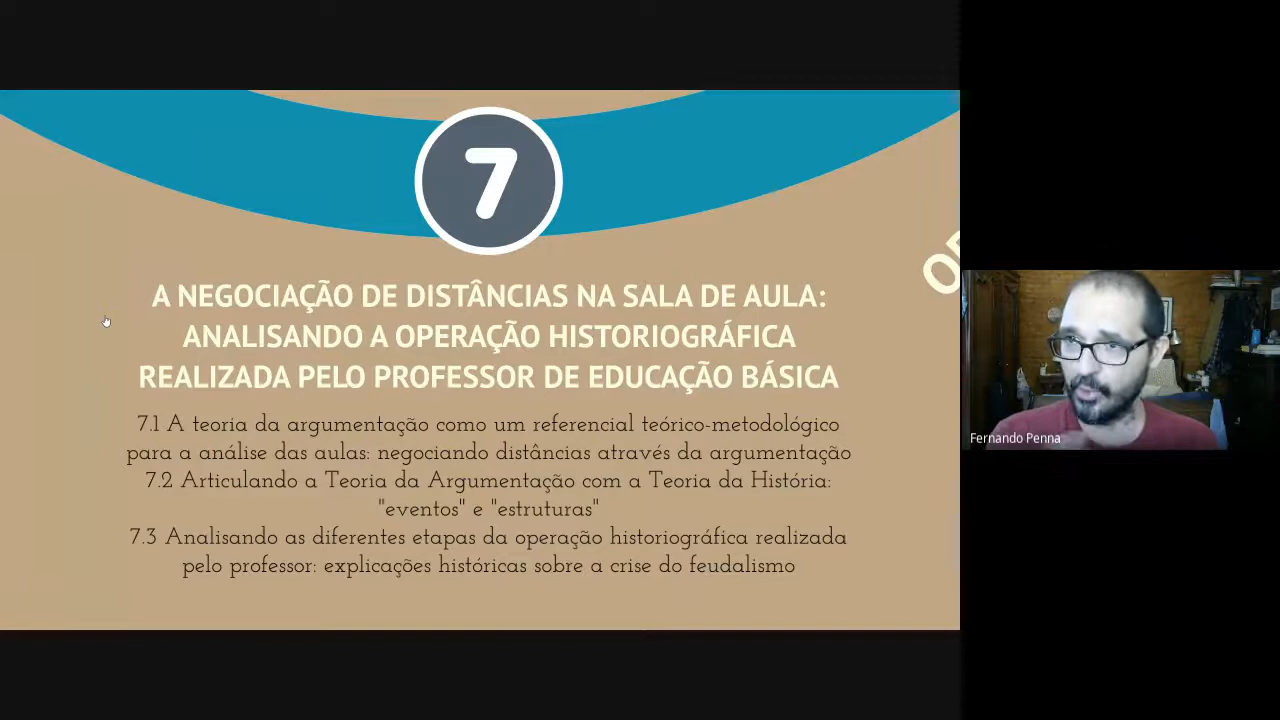 7
OP
A NEGOCIAÇÃO DE DISTÂNCIAS NA SALA DE AULA:
ANALISANDO A OPERAÇÃO HISTORIOGRÁFICA
REALIZADA PELO PROFESSOR DE EDUCAÇÃO BÁSICA
7.1 A teoria da argumentação como um referencial teórico-metodológico
para a análise das aulas: negociando distâncias através da argumentação
7.2 Articulando a Teoria da Argumentação com a Teoria da História:
"eventos" e "estruturas"
7.3 Analisando as diferentes etapas da operação historiográfica realizada
pelo professor: explicações históricas sobre a crise do feudalismo
Fernando Penna